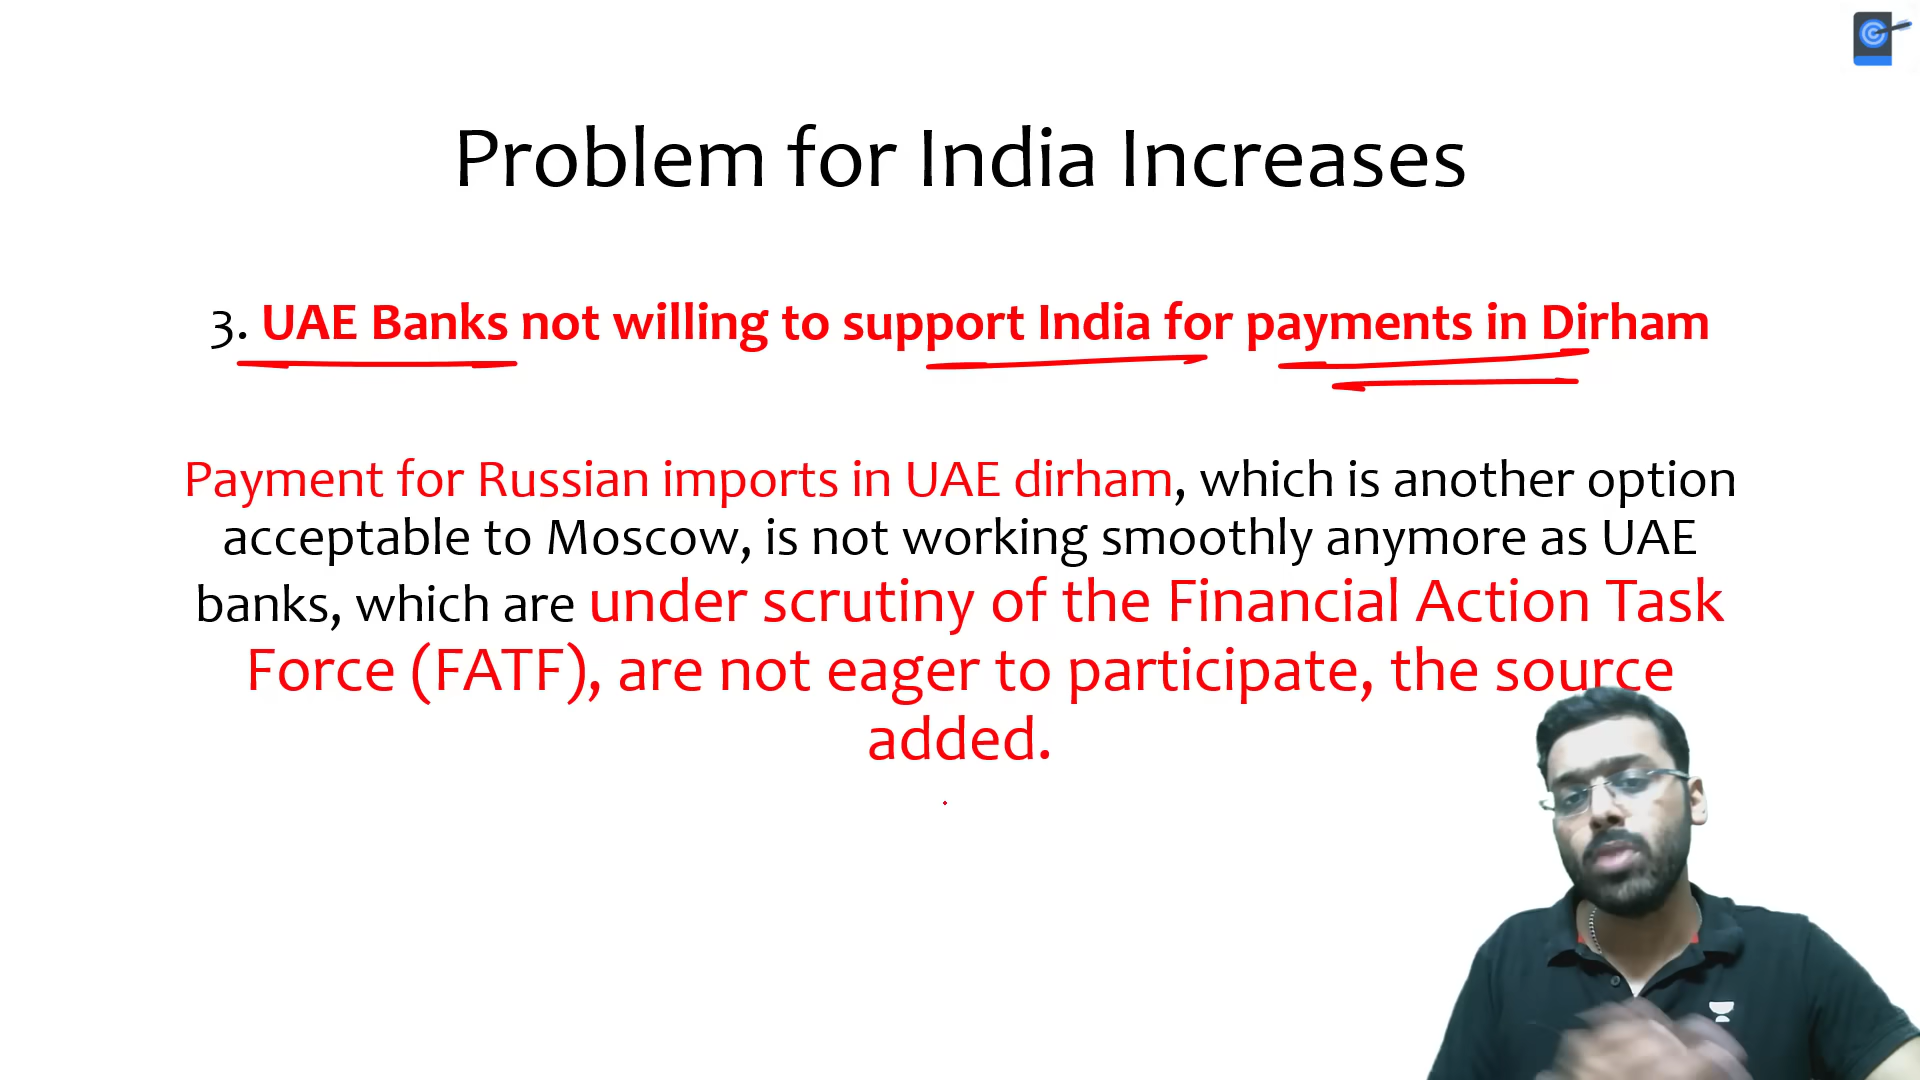 Problem for India Increases
3. UAE Banks not willing to support India for payments in Dirham
Payment for Russian imports in UAE dirham, which is another option
acceptable to Moscow, is not working smoothly anymore as UAE
banks, which are under scrutiny of the Financial Action Task
Force (FATF), are not eager to participate, the source
added.